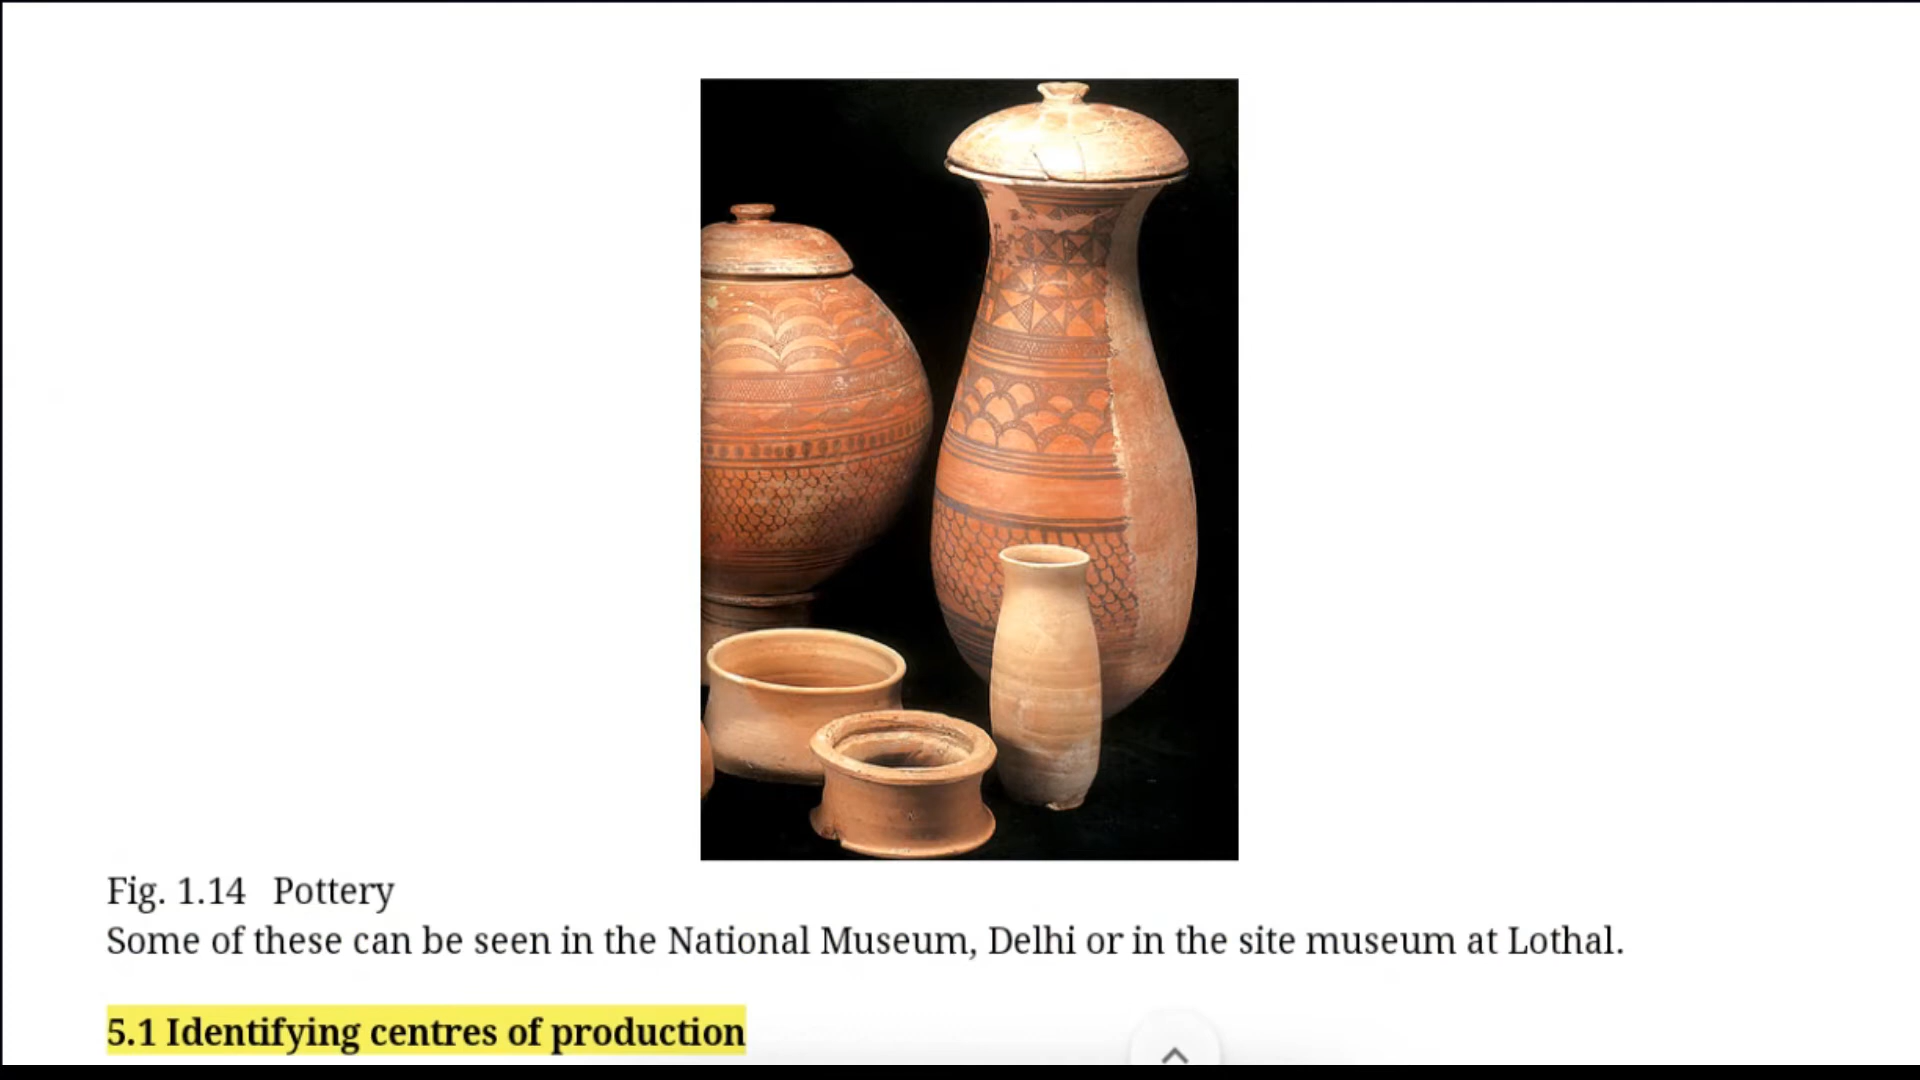 Fig. 1.14 Pottery
Some of these can be seen in the National Museum, Delhi or in the site museum at Lothal.
5.1 Identifying centres of production